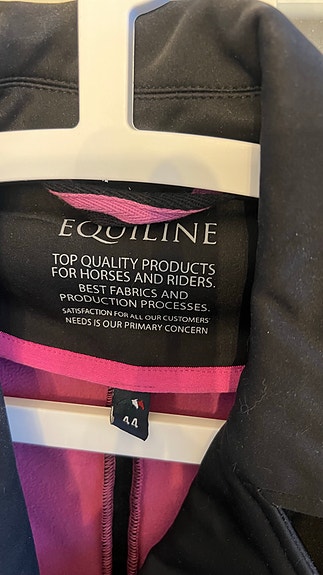 EQUILINE
TOP QUALITY PRODUCTS
FOR HORSES AND RIDERS.
BEST FABRICS AND
PRODUCTION PROCESSES.
SATISFACTION FOR ALL OUR CUSTOMERS'
NEEDS IS OUR PRIMARY CONCERN
44